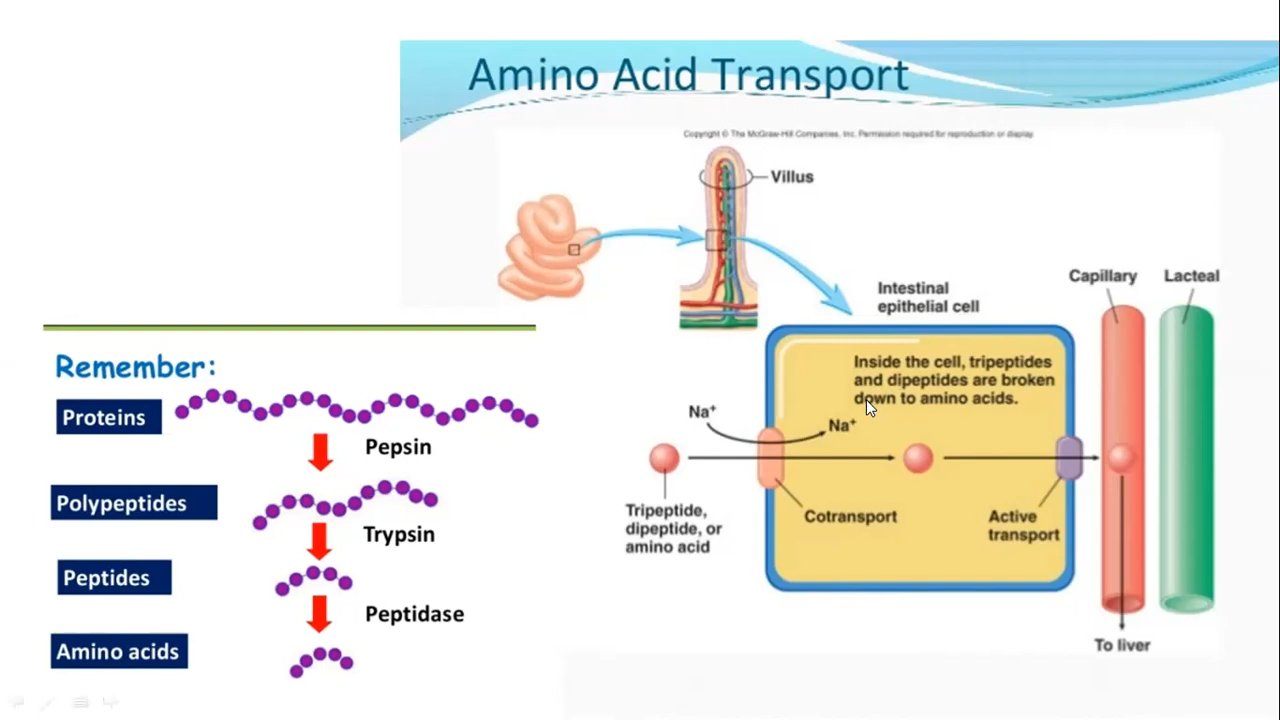 Amino Acid Transport
Copyright © The McGraw-Hill Companies, Inc. Permission required for reproduction or display.
Villus
Capillary
Lacteal
Intestinal
epithelial cell
Inside the cell, tripeptides
and dipeptides are broken
down to amino acids.
Na⁺
Na⁺
Tripeptide,
dipeptide, or
amino acid
Cotransport
Active
transport
To liver
Remember:
Proteins
Pepsin
Polypeptides
Trypsin
Peptides
Peptidase
Amino acids